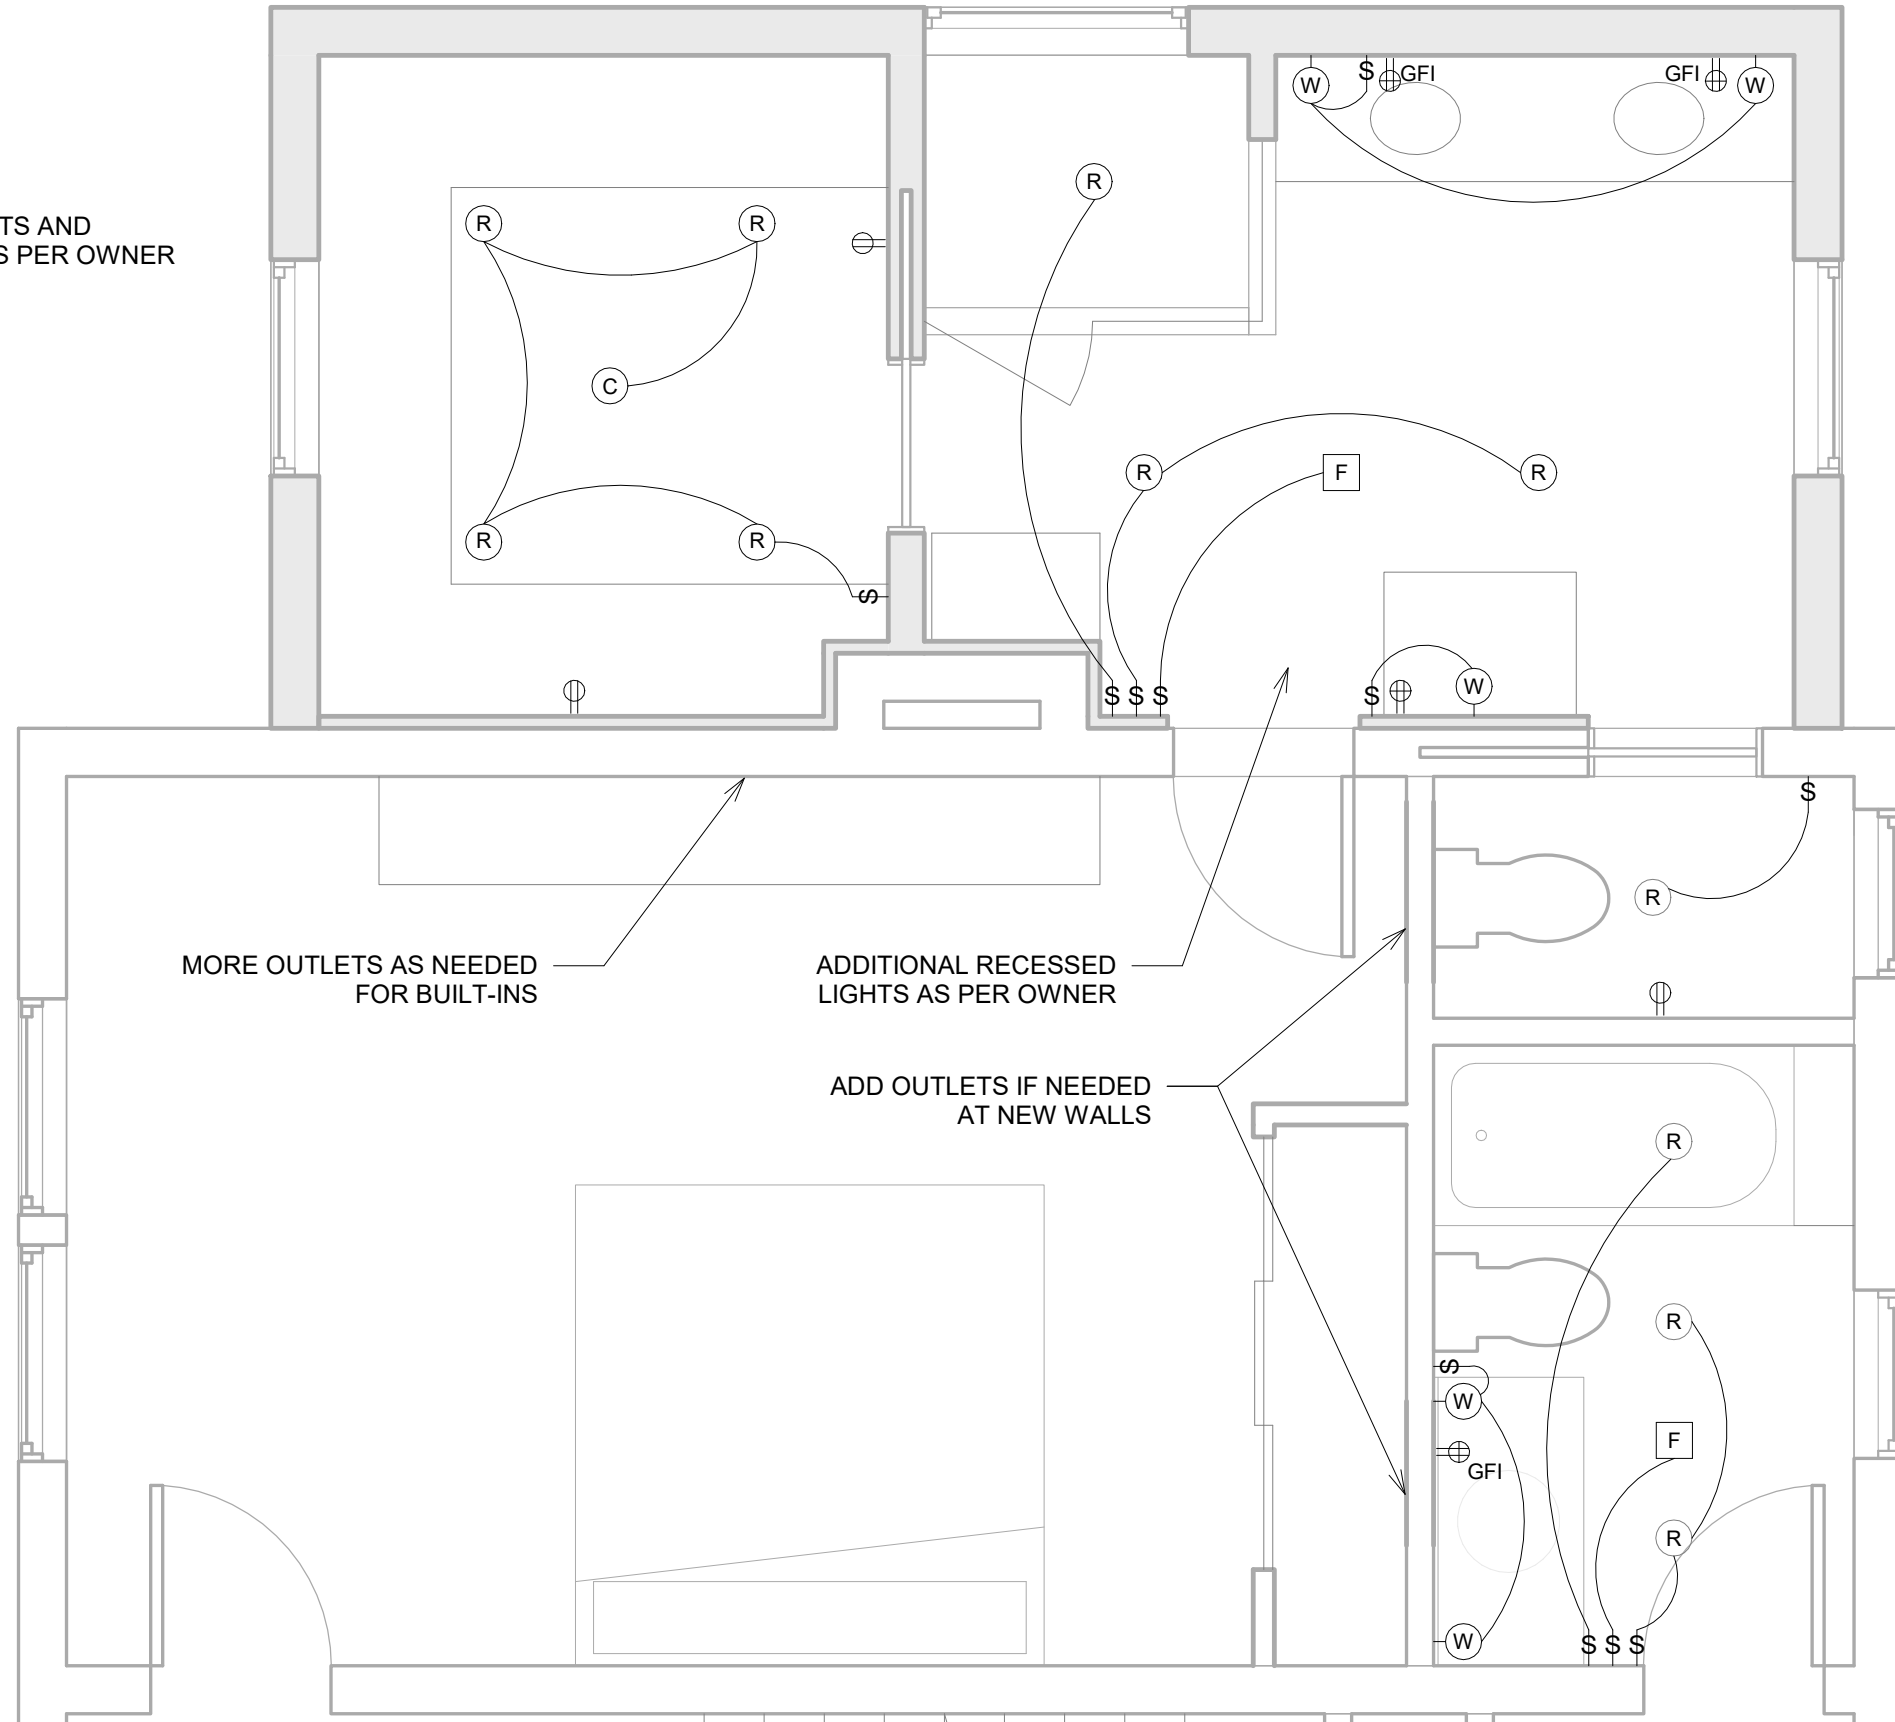 W
S
GFI
GFI
W
R
R
R
TS AND
S PER OWNER
C
R
R
F
R
R
S
W
S
S
S
S
S
R
MORE OUTLETS AS NEEDED
FOR BUILT-INS
ADDITIONAL RECESSED
LIGHTS AS PER OWNER
ADD OUTLETS IF NEEDED
AT NEW WALLS
R
R
S
W
F
GFI
R
W
S
S
S